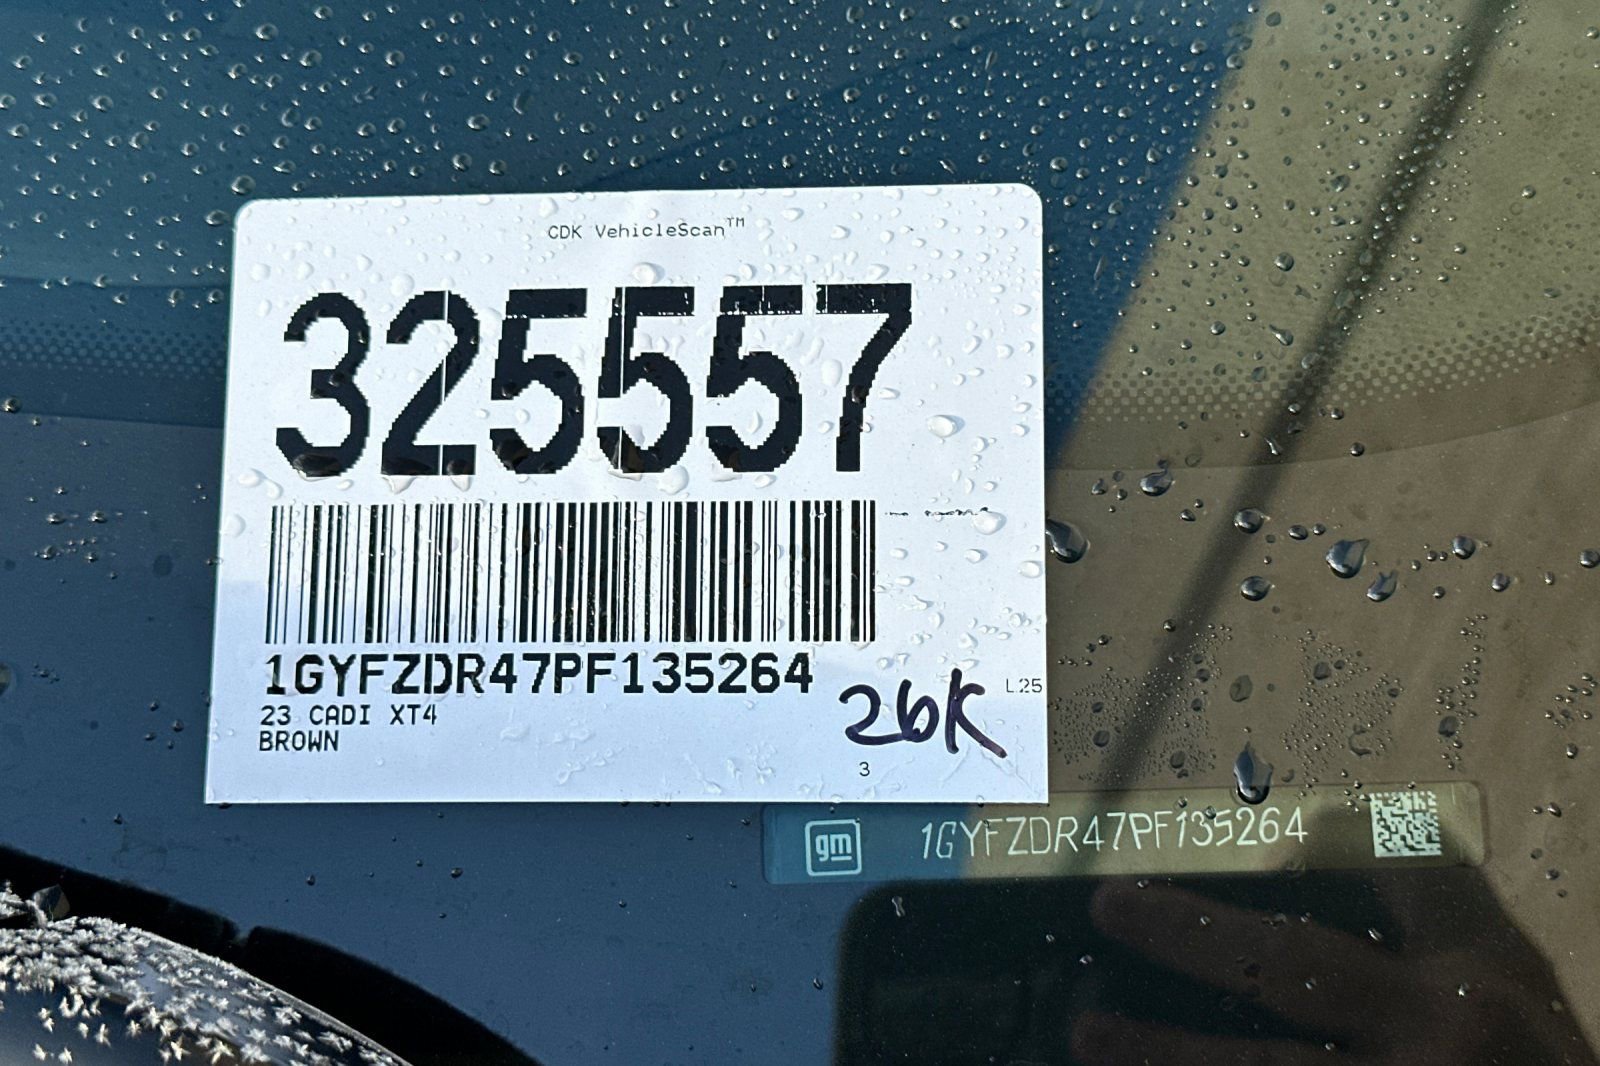 CDK VehicleScan™
325557
1GYFZDR47PF135264
23 CADI XT4
BROWN
26K
L25
3
gm 1GYFZDR47PF135264